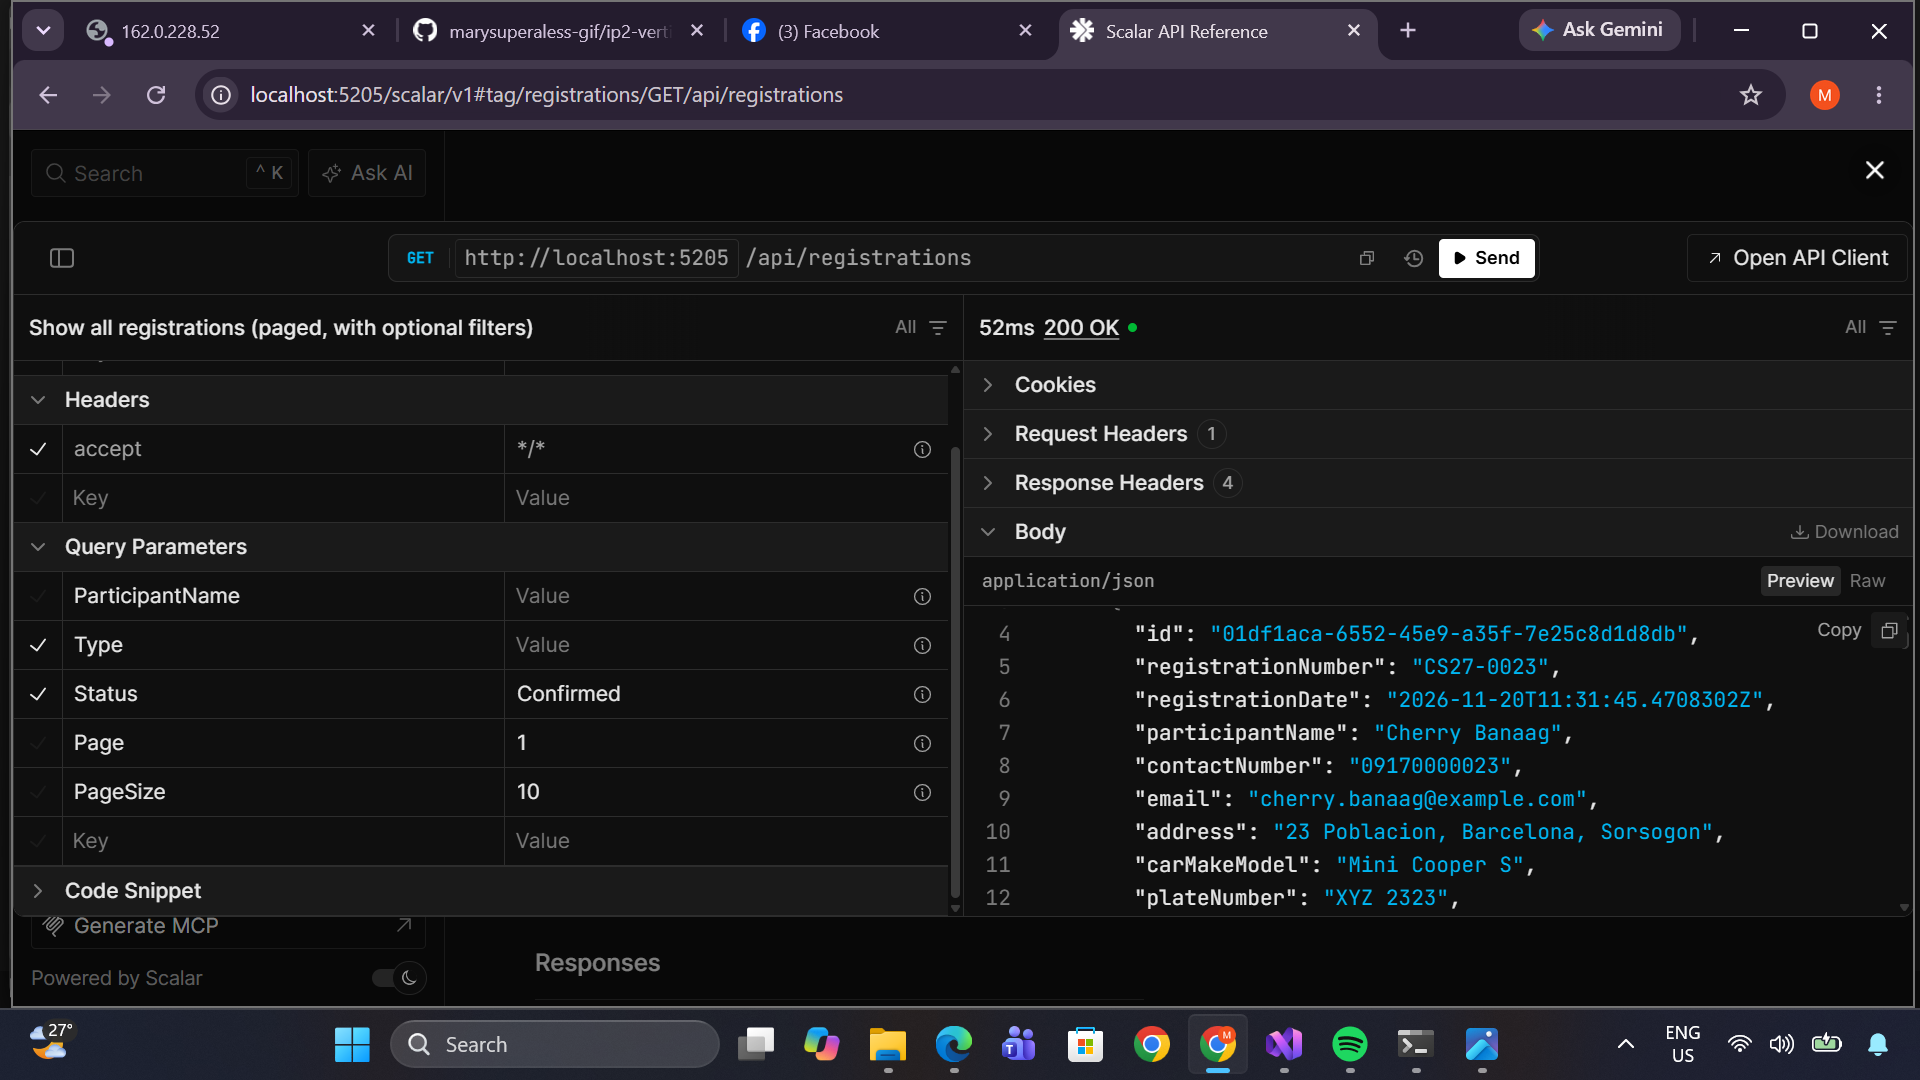 162.0.228.52
marysuperaless-gif/ip2-vert
(3) Facebook
Scalar API Reference
Ask Gemini
localhost:5205/scalar/v1#tag/registrations/GET/api/registrations
M
Search
^ K
Ask AI
GET
http://localhost:5205
/api/registrations
Send
Open API Client
Show all registrations (paged, with optional filters)
All
52ms 200 OK
All
Headers
accept
*/*
Key
Value
Query Parameters
ParticipantName
Value
Type
Value
Status
Confirmed
Page
1
PageSize
10
Key
Value
Code Snippet
Cookies
Request Headers 1
Response Headers 4
Body
Download
application/json
Preview
Raw
Copy
4 "id": "01df1aca-6552-45e9-a35f-7e25c8d1d8db",
5 "registrationNumber": "CS27-0023",
6 "registrationDate": "2026-11-20T11:31:45.4708302Z",
7 "participantName": "Cherry Banaag",
8 "contactNumber": "09170000023",
9 "email": "cherry.banaag@example.com",
10 "address": "23 Poblacion, Barcelona, Sorsogon",
11 "carMakeModel": "Mini Cooper S",
12 "plateNumber": "XYZ 2323",
Generate MCP
Powered by Scalar
Responses
27°
Search
ENG
US